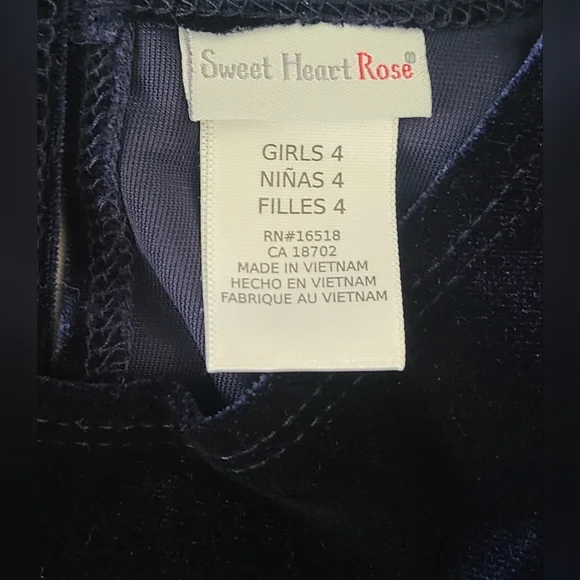 Sweet Heart Rose®
GIRLS 4
NIÑAS 4
FILLES 4
RN#16518
CA 18702
MADE IN VIETNAM
HECHO EN VIETNAM
FABRIQUE AU VIETNAM